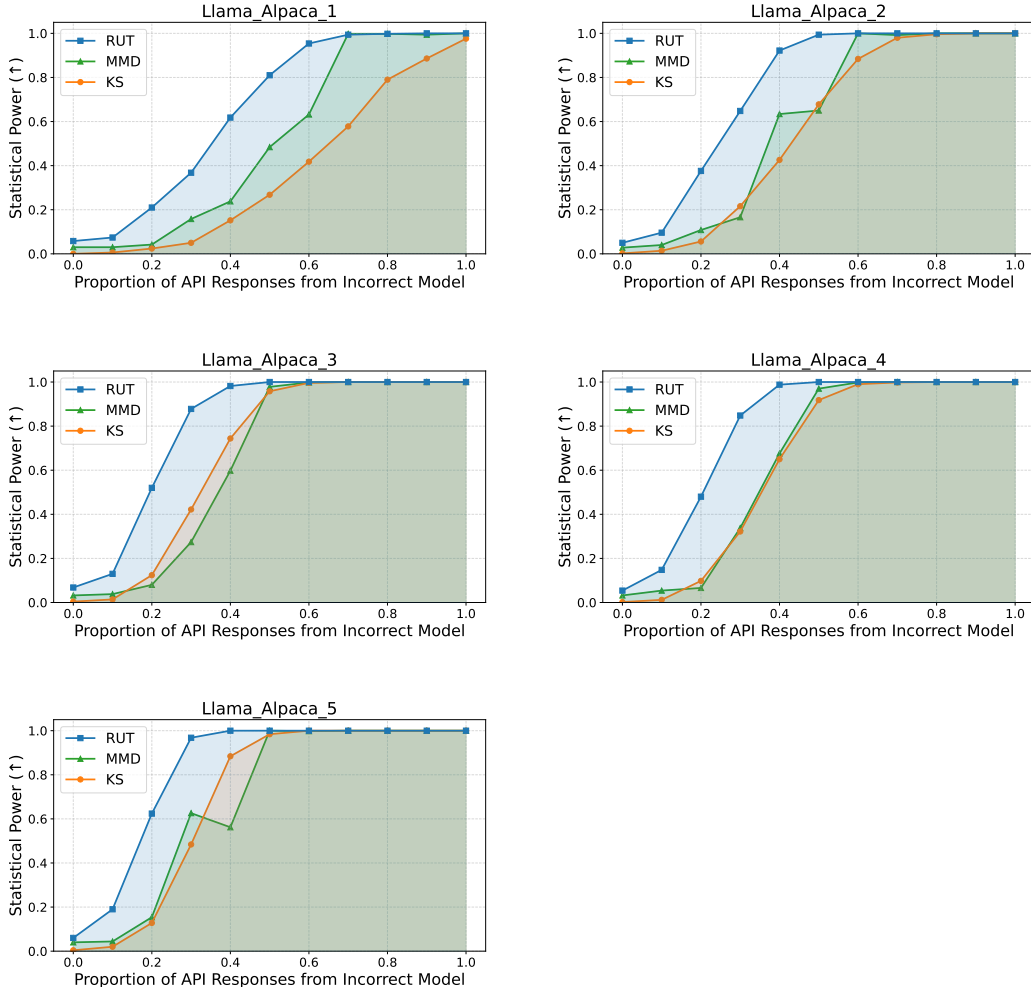 Llama_Alpaca_1
Statistical Power (↑)
1.0
0.8
0.6
0.4
0.2
0.0
RUT
MMD
KS
0.0 0.2 0.4 0.6 0.8 1.0
Proportion of API Responses from Incorrect Model
Llama_Alpaca_2
Statistical Power (↑)
1.0
0.8
0.6
0.4
0.2
0.0
RUT
MMD
KS
0.0 0.2 0.4 0.6 0.8 1.0
Proportion of API Responses from Incorrect Model
Llama_Alpaca_3
Statistical Power (↑)
1.0
0.8
0.6
0.4
0.2
0.0
RUT
MMD
KS
0.0 0.2 0.4 0.6 0.8 1.0
Proportion of API Responses from Incorrect Model
Llama_Alpaca_4
Statistical Power (↑)
1.0
0.8
0.6
0.4
0.2
0.0
RUT
MMD
KS
0.0 0.2 0.4 0.6 0.8 1.0
Proportion of API Responses from Incorrect Model
Llama_Alpaca_5
Statistical Power (↑)
1.0
0.8
0.6
0.4
0.2
0.0
RUT
MMD
KS
0.0 0.2 0.4 0.6 0.8 1.0
Proportion of API Responses from Incorrect Model